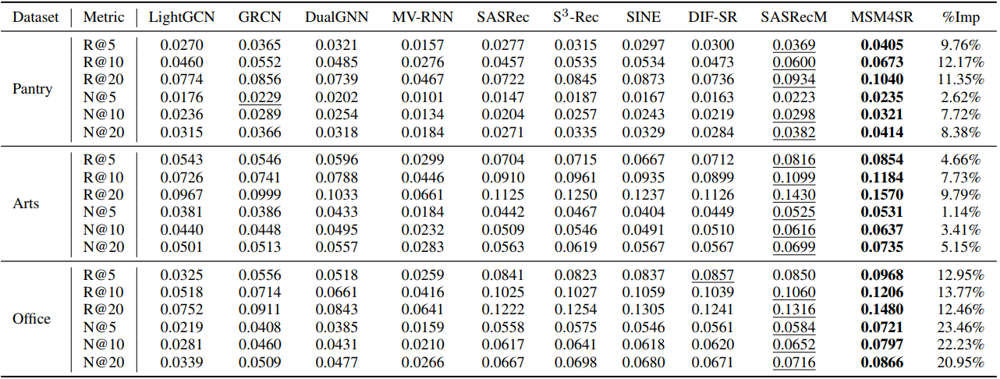 Dataset Metric LightGCN GRCN DualGNN MV-RNN SASRec S³-Rec SINE DIF-SR SASRecM MSM4SR %Imp
R@5 0.0270 0.0365 0.0321 0.0157 0.0277 0.0315 0.0297 0.0300 0.0369 0.0405 9.76%
R@10 0.0460 0.0552 0.0485 0.0276 0.0457 0.0535 0.0534 0.0473 0.0600 0.0673 12.17%
R@20 0.0774 0.0856 0.0739 0.0467 0.0722 0.0845 0.0873 0.0736 0.0934 0.1040 11.35%
Pantry
N@5 0.0176 0.0229 0.0202 0.0101 0.0147 0.0187 0.0167 0.0163 0.0223 0.0235 2.62%
N@10 0.0236 0.0289 0.0254 0.0134 0.0204 0.0257 0.0243 0.0219 0.0298 0.0321 7.72%
N@20 0.0315 0.0366 0.0318 0.0184 0.0271 0.0335 0.0329 0.0284 0.0382 0.0414 8.38%
R@5 0.0543 0.0546 0.0596 0.0299 0.0704 0.0715 0.0667 0.0712 0.0816 0.0854 4.66%
R@10 0.0726 0.0741 0.0788 0.0446 0.0910 0.0961 0.0935 0.0899 0.1099 0.1184 7.73%
R@20 0.0967 0.0999 0.1033 0.0661 0.1125 0.1250 0.1237 0.1126 0.1430 0.1570 9.79%
Arts
N@5 0.0381 0.0386 0.0433 0.0184 0.0442 0.0467 0.0404 0.0449 0.0525 0.0531 1.14%
N@10 0.0440 0.0448 0.0495 0.0232 0.0509 0.0546 0.0491 0.0510 0.0616 0.0637 3.41%
N@20 0.0501 0.0513 0.0557 0.0283 0.0563 0.0619 0.0567 0.0567 0.0699 0.0735 5.15%
R@5 0.0325 0.0556 0.0518 0.0259 0.0841 0.0823 0.0837 0.0857 0.0850 0.0968 12.95%
R@10 0.0518 0.0714 0.0661 0.0416 0.1025 0.1027 0.1059 0.1039 0.1060 0.1206 13.77%
R@20 0.0752 0.0911 0.0843 0.0641 0.1222 0.1254 0.1305 0.1241 0.1316 0.1480 12.46%
Office
N@5 0.0219 0.0408 0.0385 0.0159 0.0558 0.0575 0.0546 0.0561 0.0584 0.0721 23.46%
N@10 0.0281 0.0460 0.0431 0.0210 0.0617 0.0641 0.0618 0.0620 0.0652 0.0797 22.23%
N@20 0.0339 0.0509 0.0477 0.0266 0.0667 0.0698 0.0680 0.0671 0.0716 0.0866 20.95%